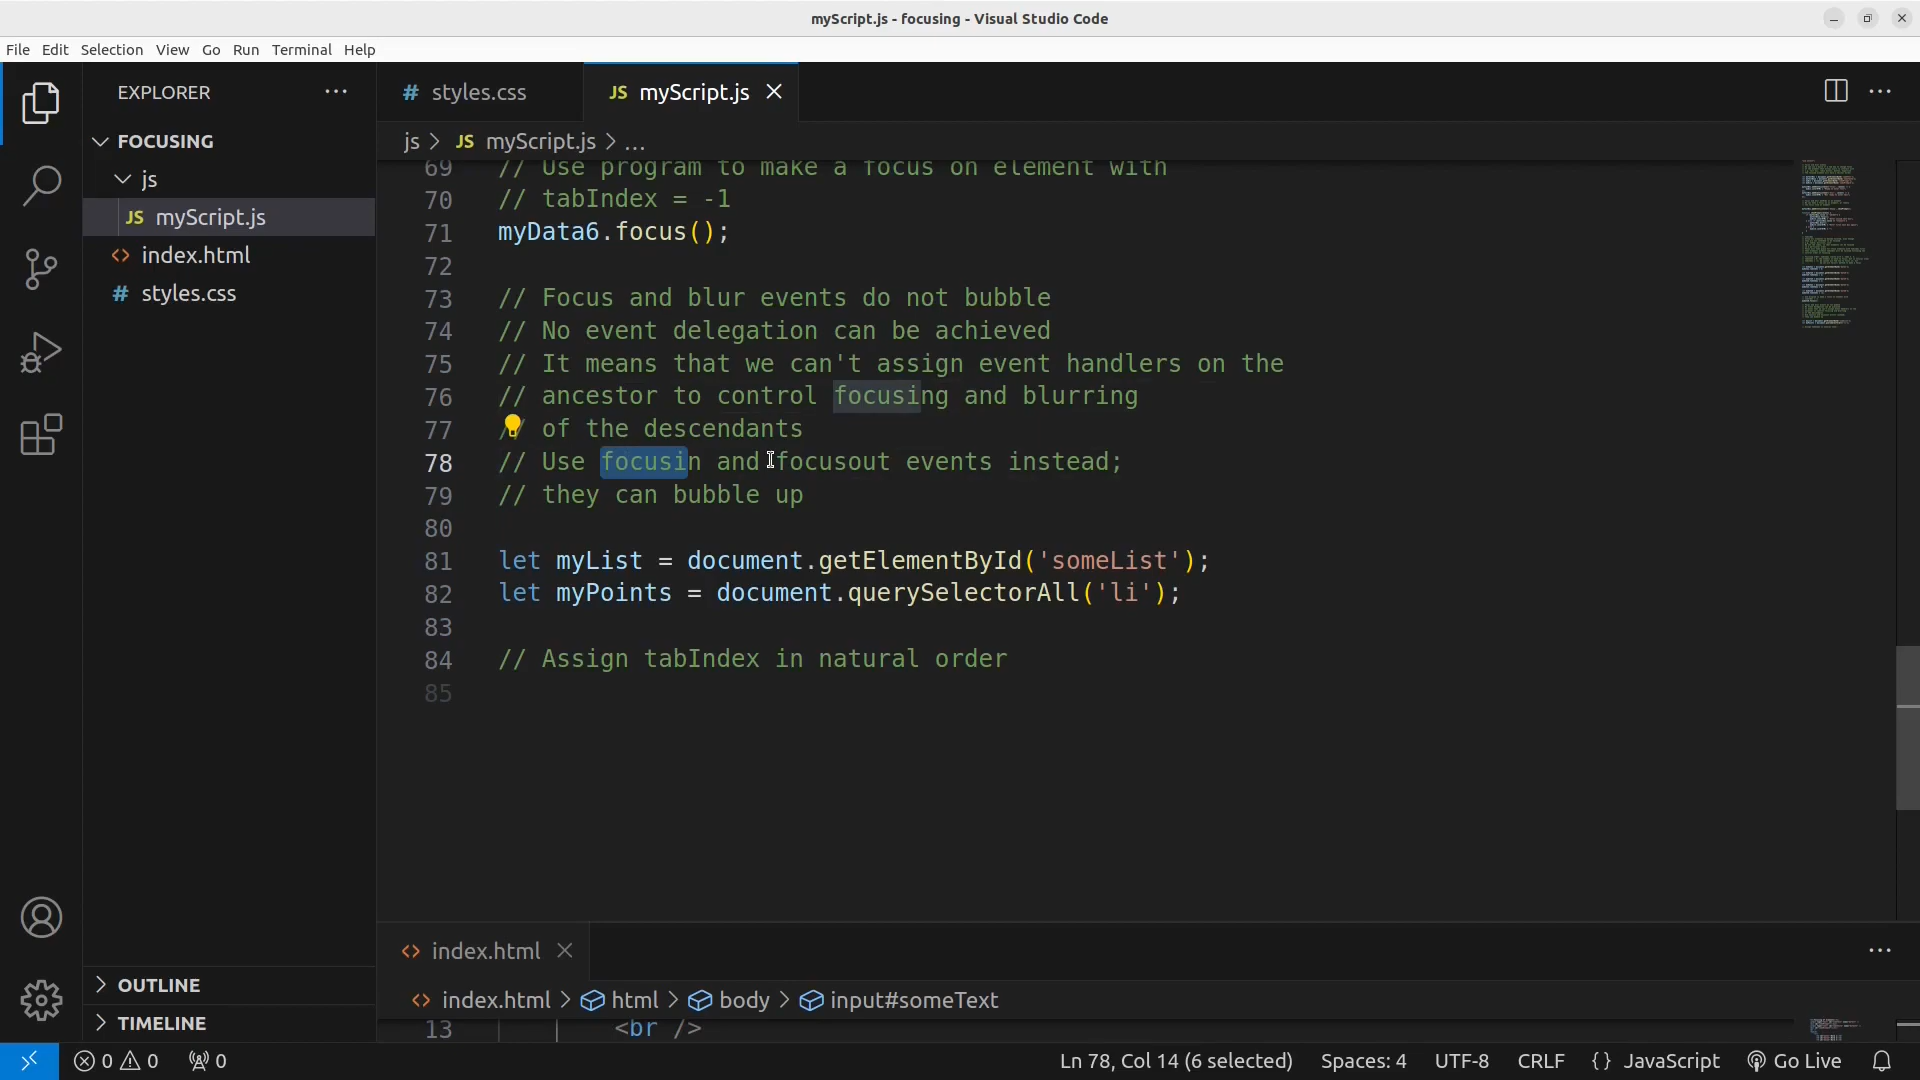 myScript.js - focusing - Visual Studio Code
File Edit Selection View Go Run Terminal Help
EXPLORER
FOCUSING
js
JS myScript.js
<> index.html
# styles.css
OUTLINE
TIMELINE
# styles.css
JS myScript.js
js > JS myScript.js > ...
69 // Use program to make a focus on element with
70 // tabIndex = -1
71 myData6.focus();
72
73 // Focus and blur events do not bubble
74 // No event delegation can be achieved
75 // It means that we can't assign event handlers on the
76 // ancestor to control focusing and blurring
77 // of the descendants
78 // Use focusin and focusout events instead;
79 // they can bubble up
80
81 let myList = document.getElementById('someList');
82 let myPoints = document.querySelectorAll('li');
83
84 // Assign tabIndex in natural order
85
<> index.html
<> index.html > html > body > input#someText
13 <br />
0 0 0 Ln 78, Col 14 (6 selected) Spaces: 4 UTF-8 CRLF {} JavaScript Go Live